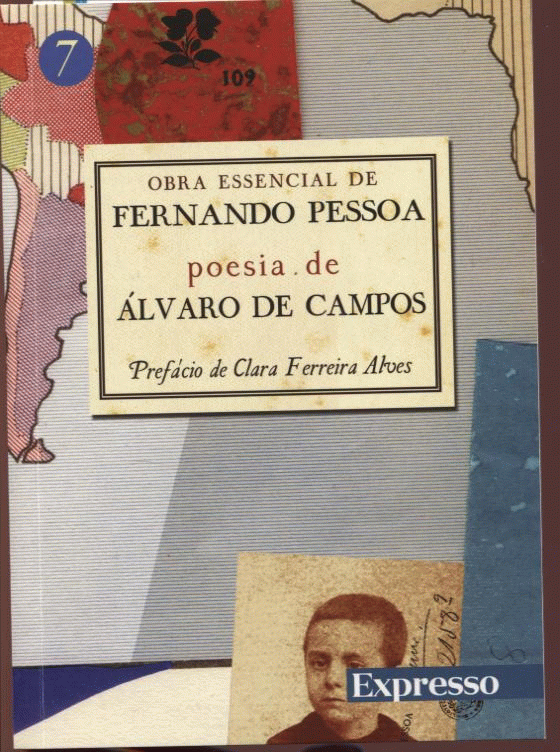 7
109
OBRA ESSENCIAL DE
FERNANDO PESSOA
poesia de
ÁLVARO DE CAMPOS
Prefácio de Clara Ferreira Alves
Expresso